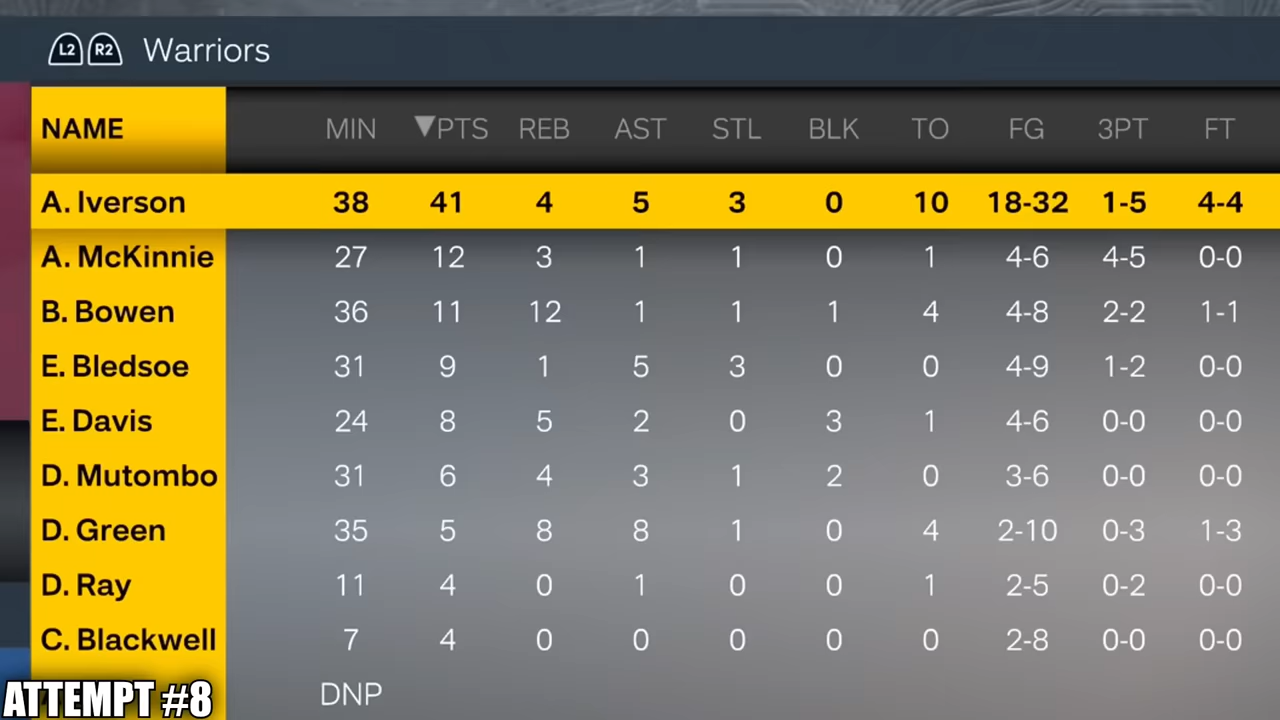 L2 R2 Warriors
NAME MIN ▼PTS REB AST STL BLK TO FG 3PT FT
A. Iverson 38 41 4 5 3 0 10 18-32 1-5 4-4
A. McKinnie 27 12 3 1 1 0 1 4-6 4-5 0-0
B. Bowen 36 11 12 1 1 1 4 4-8 2-2 1-1
E. Bledsoe 31 9 1 5 3 0 0 4-9 1-2 0-0
E. Davis 24 8 5 2 0 3 1 4-6 0-0 0-0
D. Mutombo 31 6 4 3 1 2 0 3-6 0-0 0-0
D. Green 35 5 8 8 1 0 4 2-10 0-3 1-3
D. Ray 11 4 0 1 0 0 1 2-5 0-2 0-0
C. Blackwell 7 4 0 0 0 0 0 2-8 0-0 0-0
DNP
ATTEMPT #8